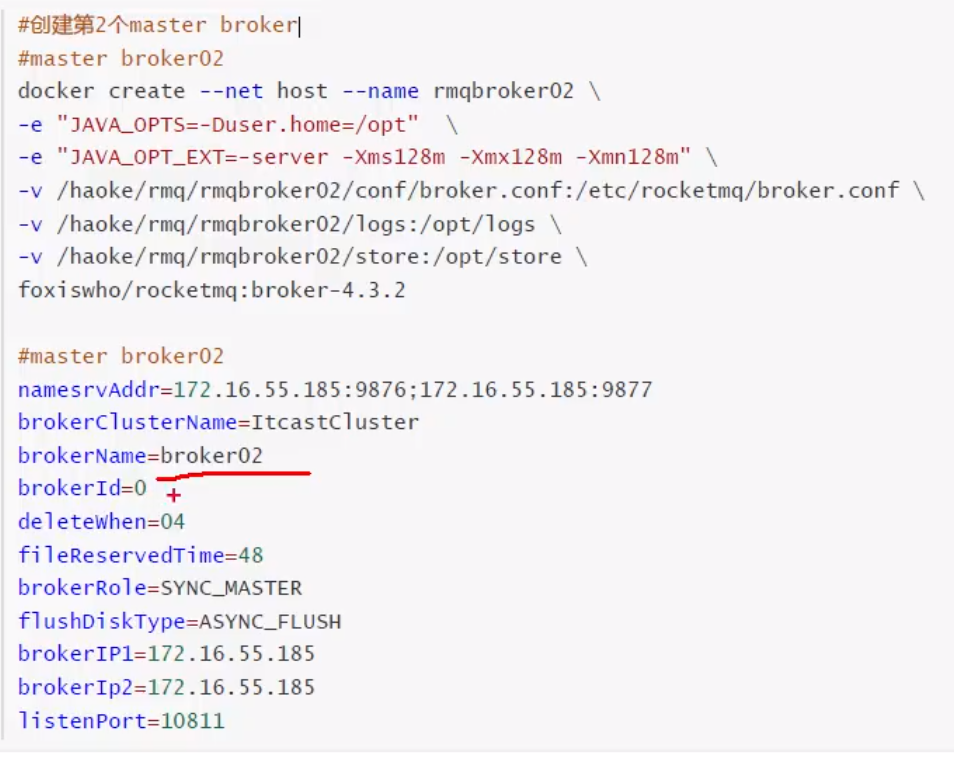 #创建第2个master broker
#master broker02
docker create --net host --name rmqbroker02 \
-e "JAVA_OPTS=-Duser.home=/opt"  \
-e "JAVA_OPT_EXT=-server -Xms128m -Xmx128m -Xmn128m" \
-v /haoke/rmq/rmqbroker02/conf/broker.conf:/etc/rocketmq/broker.conf \
-v /haoke/rmq/rmqbroker02/logs:/opt/logs \
-v /haoke/rmq/rmqbroker02/store:/opt/store \
foxiswho/rocketmq:broker-4.3.2
#master broker02
namesrvAddr=172.16.55.185:9876;172.16.55.185:9877
brokerClusterName=ItcastCluster
brokerName=broker02
brokerId=0
deleteWhen=04
fileReservedTime=48
brokerRole=SYNC_MASTER
flushDiskType=ASYNC_FLUSH
brokerIP1=172.16.55.185
brokerIp2=172.16.55.185
listenPort=10811